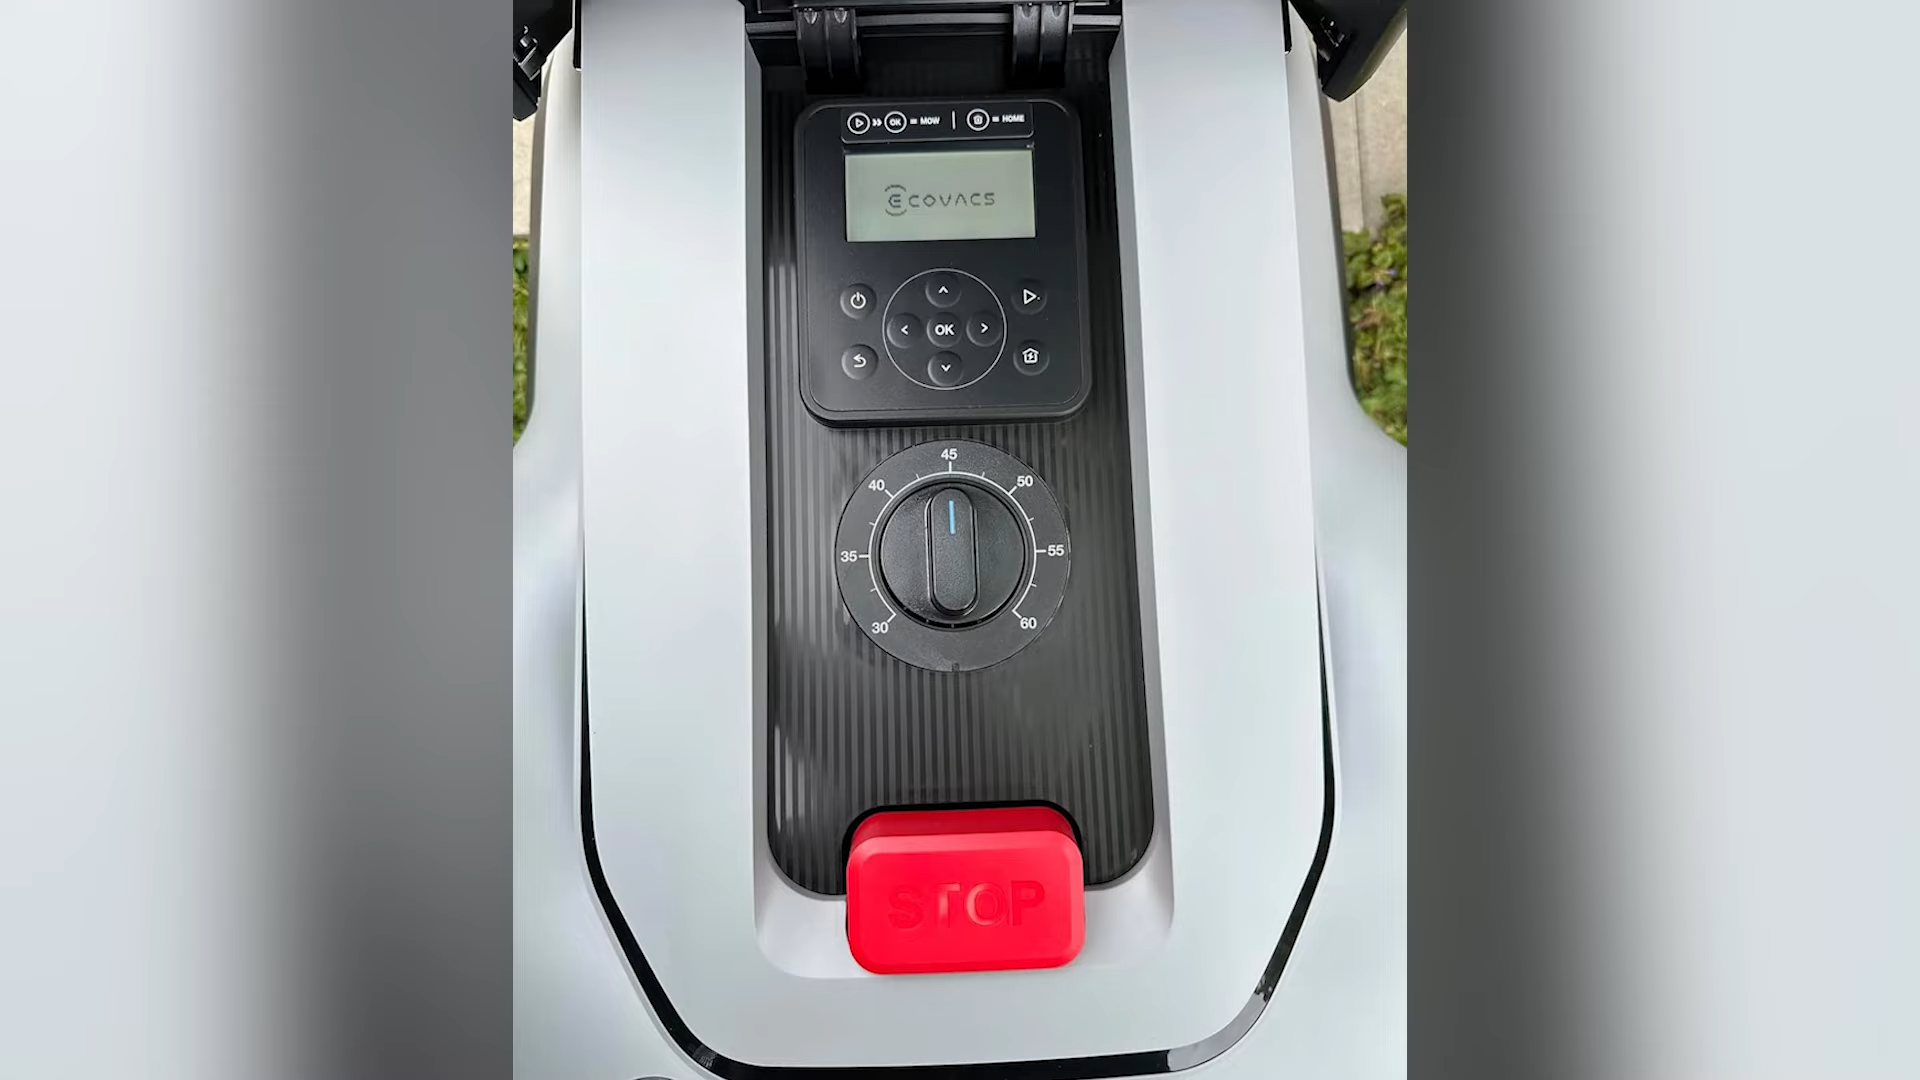 OK = MOW | = HOME
ECOVACS
OK
45
40 50
35 55
30 60
STOP